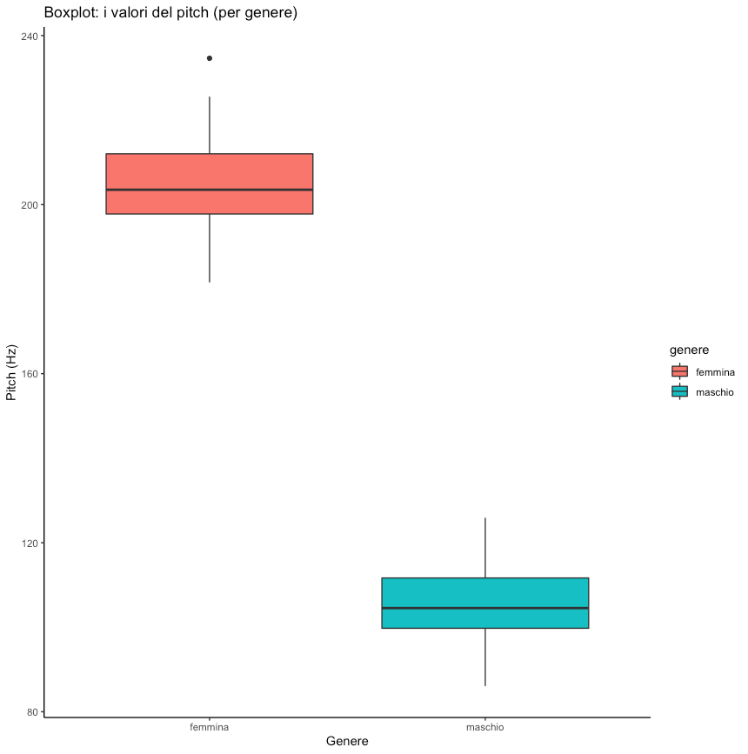 Boxplot: i valori del pitch (per genere)
240
200
160
120
80
Pitch (Hz)
femmina
maschio
Genere
genere
femmina
maschio